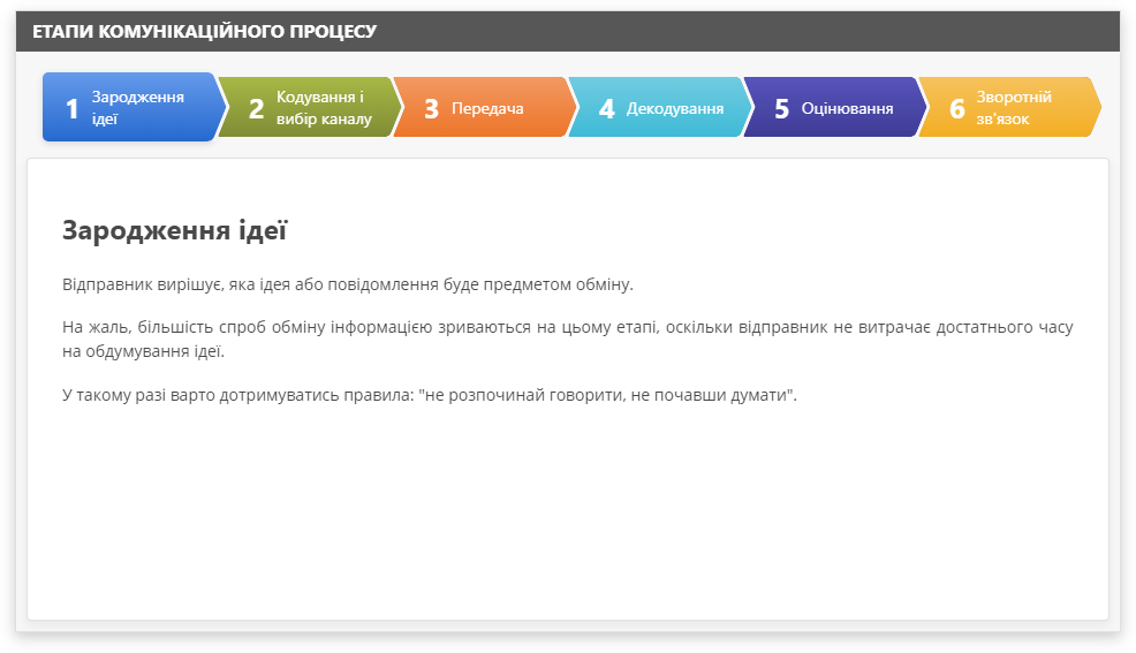 ЕТАПИ КОМУНІКАЦІЙНОГО ПРОЦЕСУ
1 Зародження
ідеї
2 Кодування і
вибір каналу
3 Передача
4 Декодування
5 Оцінювання
6 Зворотній
зв'язок
Зародження ідеї
Відправник вирішує, яка ідея або повідомлення буде предметом обміну.
На жаль, більшість спроб обміну інформацією зриваються на цьому етапі, оскільки відправник не витрачає достатнього часу
на обдумування ідеї.
У такому разі варто дотримуватись правила: "не розпочинай говорити, не почавши думати".